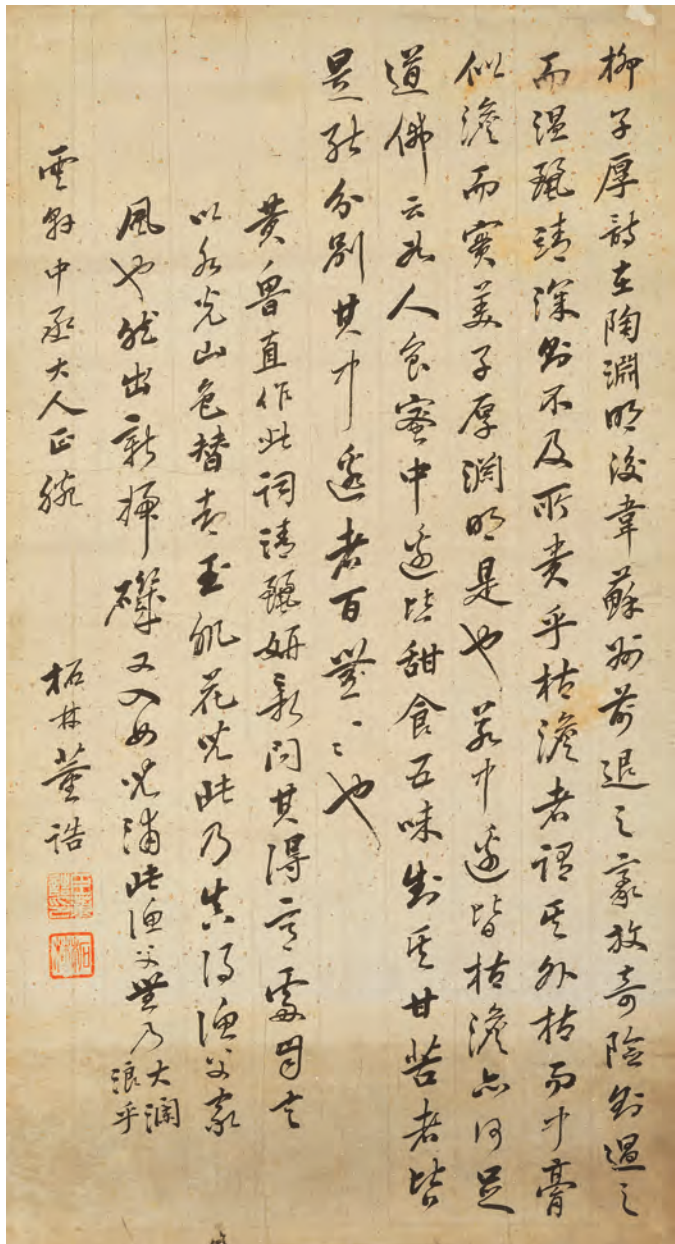 柳子厚詩在陶淵明後韋蘇州前退之豪放奇險則過之
而溫麗靖深則不及所貴乎枯澹者謂其外枯而中膏
似澹而實美子厚淵明是也若中邊皆枯澹亦何足
道佛云如人食蜜中邊皆甜食五味別其甘苦者皆
是能分別其中邊者百無一二也
黃魯直作此詞清麗妍新問其得意處自言
以水光山色替卻玉肌花皃此乃真得漁父家
風也然出新婦磯又入女兒浦此漁父無乃大瀾浪乎
雲軒中丞大人正腕
柘林董誥